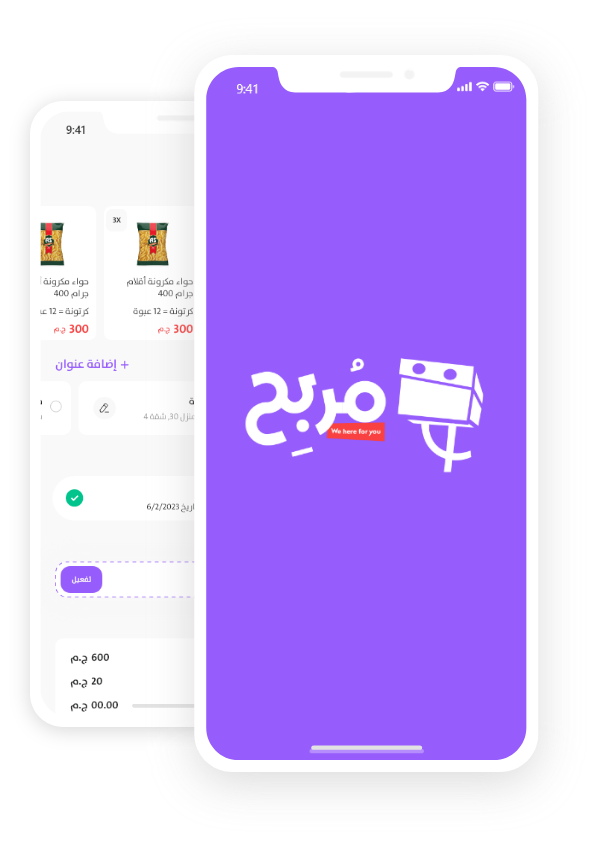 9:41
مُربِح
We here for you
9:41
3X
حواء مكرونة أقلام
400 جرام
كرتونة = 12 عبوة
300 ج.م
حواء مكرونة
400 جرام
كرتونة = 12
300 ج.م
+ إضافة عنوان
منزل 30, شقة 4
6/2/2023
تفعيل
600 ج.م
20 ج.م
00.00 ج.م